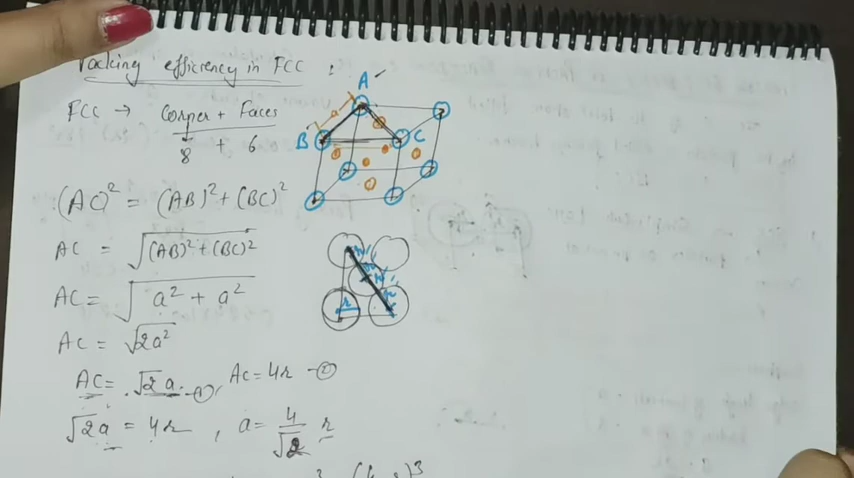 Packing efficiency in FCC :
FCC → Corner + Faces
8 + 6
A
a
B
C
(AC)² = (AB)² + (BC)²
AC = √(AB)² + (BC)²
AC = √a² + a²
r
AC = √2a²
AC = √2 a - ①, AC = 4r - ②
√2a = 4r , a = 4/√2 r